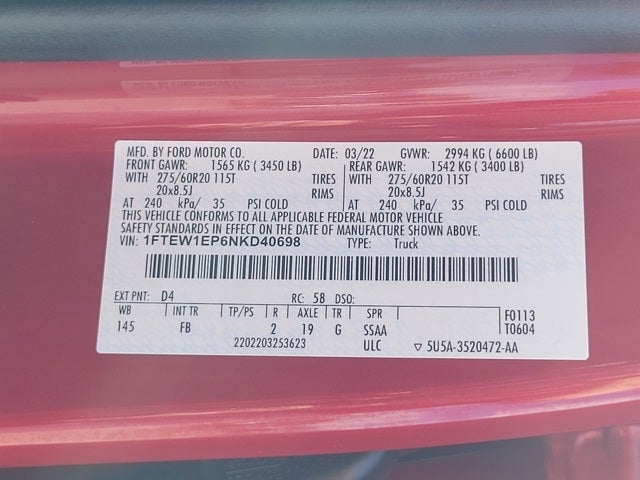 MFD. BY FORD MOTOR CO. DATE: 03/22 GVWR: 2994 KG ( 6600 LB)
FRONT GAWR: 1565 KG ( 3450 LB) REAR GAWR: 1542 KG ( 3400 LB)
WITH 275/60R20 115T TIRES WITH 275/60R20 115T TIRES
20x8.5J RIMS 20x8.5J RIMS
AT 240 kPa/ 35 PSI COLD AT 240 kPa/ 35 PSI COLD
THIS VEHICLE CONFORMS TO ALL APPLICABLE FEDERAL MOTOR VEHICLE
SAFETY STANDARDS IN EFFECT ON THE DATE OF MANUFACTURE SHOWN ABOVE.
VIN: 1FTEW1EP6NKD40698 TYPE: Truck
EXT PNT: D4 RC: 58 DSO:
WB INT TR TP/PS R AXLE TR SPR F0113
145 FB 2 19 G SSAA T0604
2202203253623 ULC ▽ 5U5A-3520472-AA